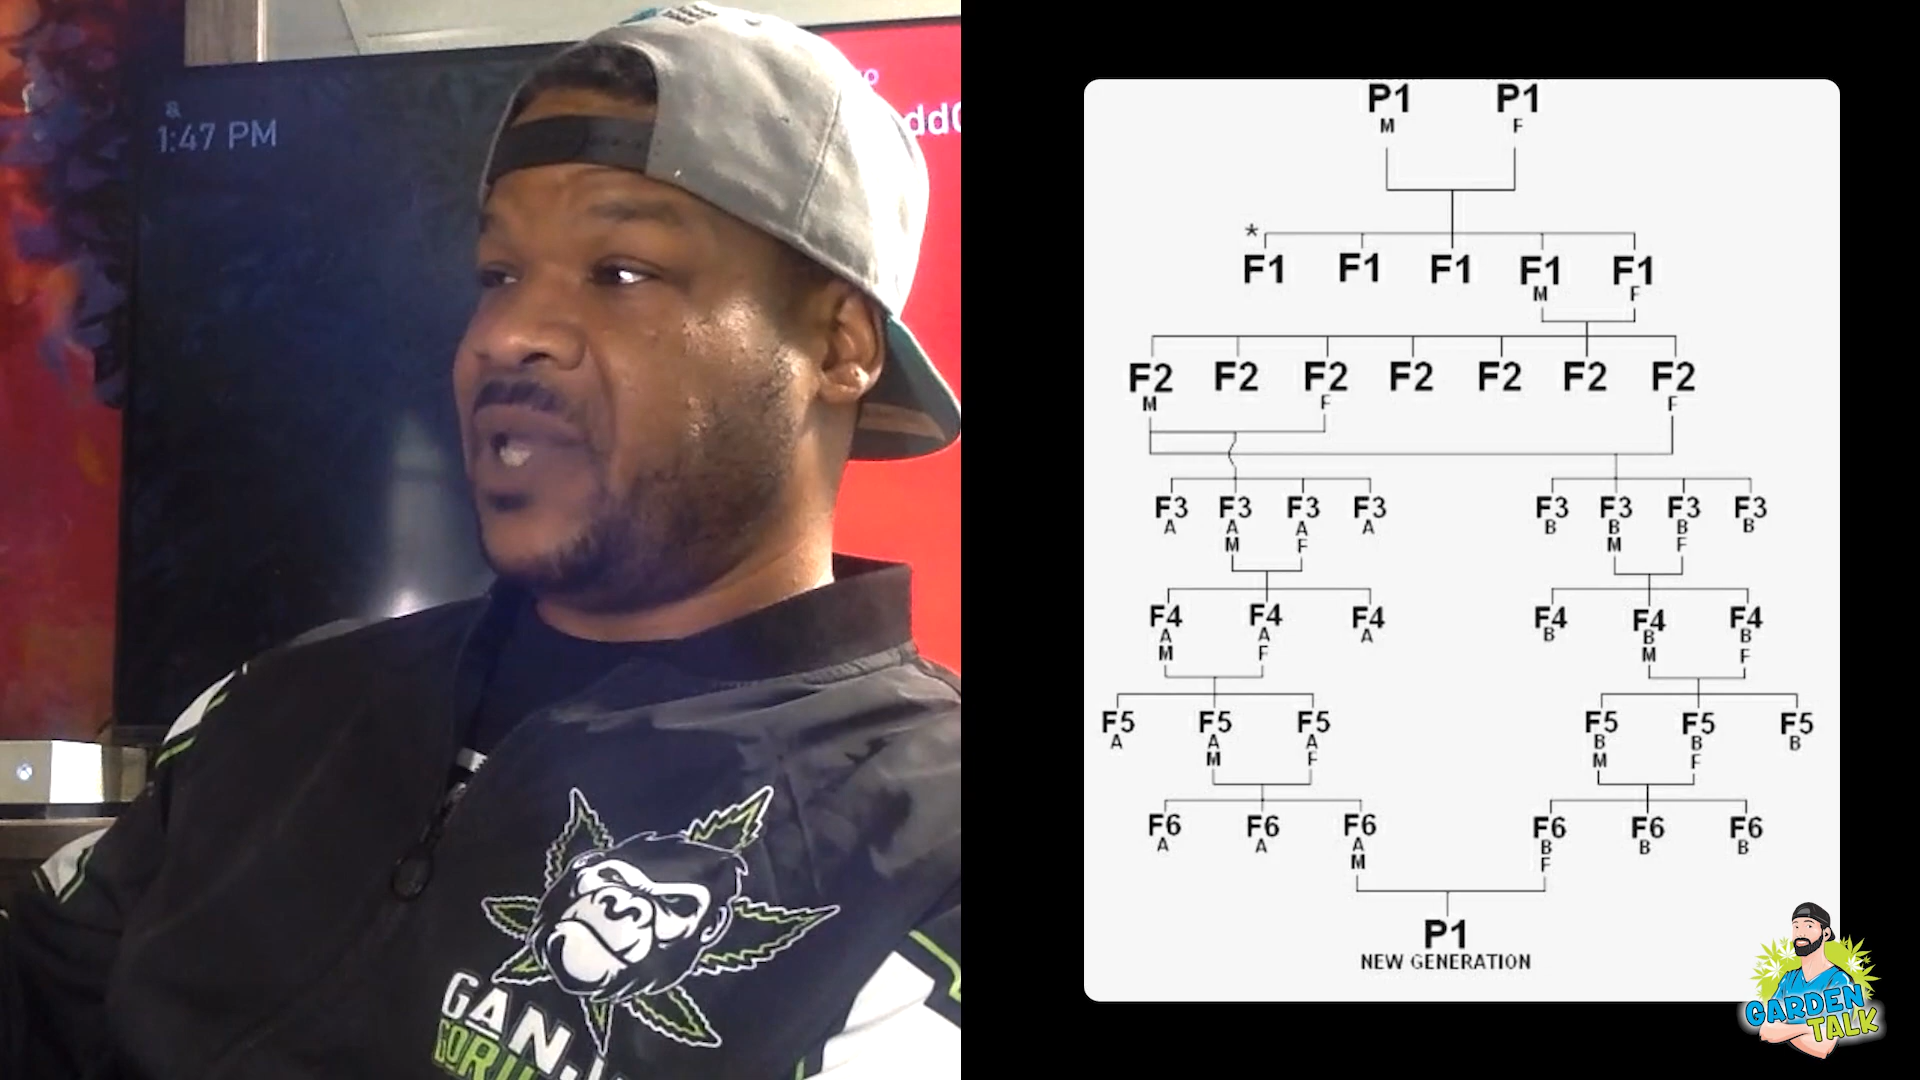 &
1:47 PM
GAN
GORI
P1 P1
M F
*
F1 F1 F1 F1 F1
M F
F2 F2 F2 F2 F2 F2 F2
M F F
F3 F3 F3 F3 F3 F3 F3 F3
A A A A B B B B
M F M F
F4 F4 F4 F4 F4 F4
A A A B B B
M F M F
F5 F5 F5 F5 F5 F5
A A A B B B
M F M F
F6 F6 F6 F6 F6 F6
A A A B B B
M F
P1
NEW GENERATION
GARDEN
TALK